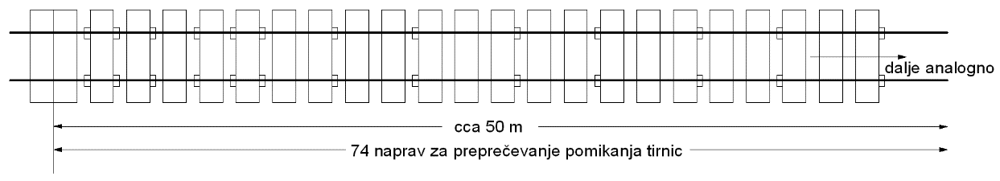 dalje analogno
cca 50 m
74 naprav za preprečevanje pomikanja tirnic